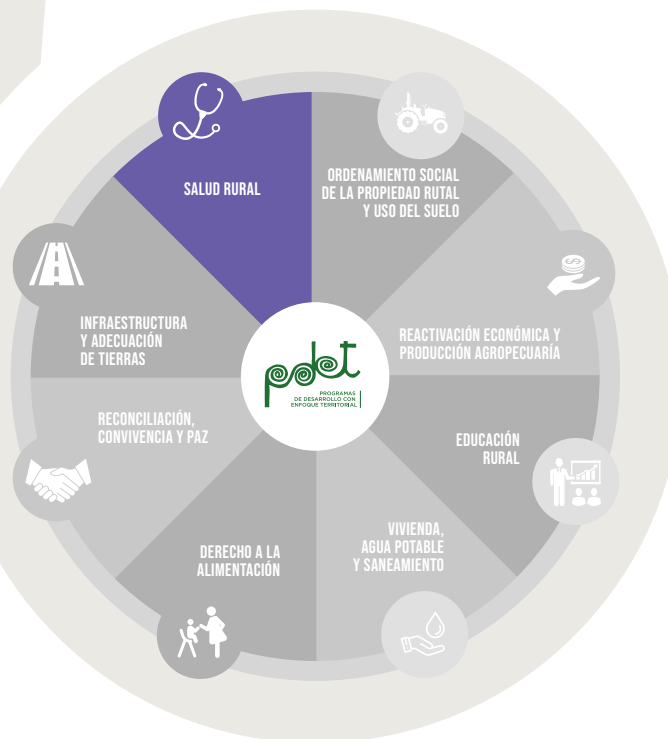 SALUD RURAL
ORDENAMIENTO SOCIAL
DE LA PROPIEDAD RUTAL
Y USO DEL SUELO
REACTIVACIÓN ECONÓMICA Y
PRODUCCIÓN AGROPECUARÍA
EDUCACIÓN
RURAL
VIVIENDA,
AGUA POTABLE
Y SANEAMIENTO
DERECHO A LA
ALIMENTACIÓN
RECONCILIACIÓN,
CONVIVENCIA Y PAZ
INFRAESTRUCTURA
Y ADECUACIÓN
DE TIERRAS
pdet
PROGRAMAS
DE DESARROLLO CON
ENFOQUE TERRITORIAL
$